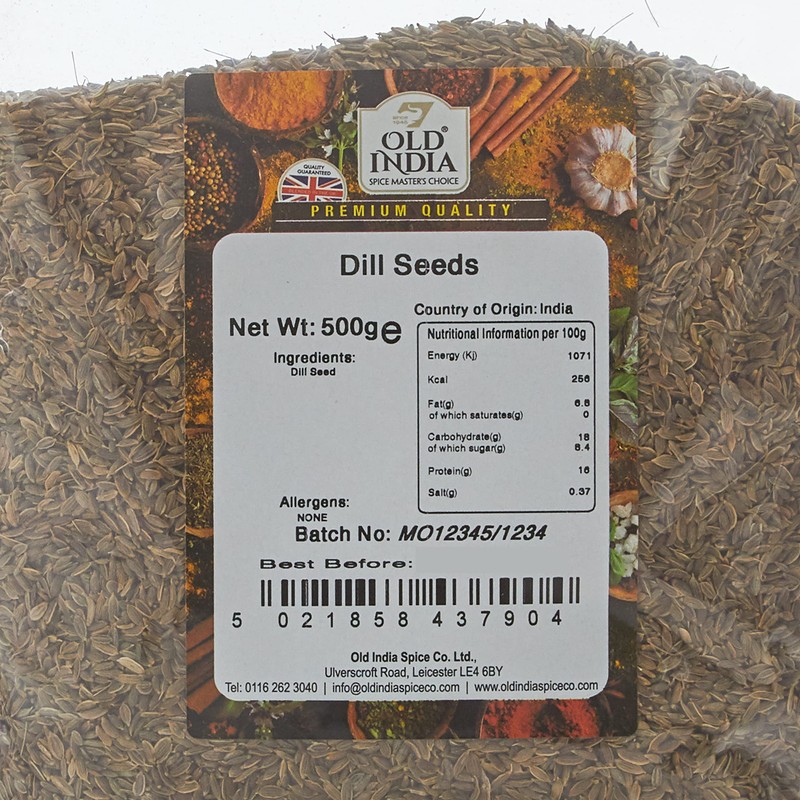 since
OLD®
INDIA
SPICE MASTER'S CHOICE
QUALITY
GUARANTEED
PREMIUM QUALITY
Dill Seeds
Country of Origin: India
Net Wt: 500g e
Ingredients:
Dill Seed
Nutritional Information per 100g
Energy (Kj) 1071
Kcal 256
Fat(g) 6.8
of which saturates(g) 0
Carbohydrate(g) 18
of which sugar(g) 6.4
Protein(g) 16
Salt(g) 0.37
Allergens:
NONE
Batch No: MO12345/1234
Best Before:
5 021858 437904
Old India Spice Co. Ltd.,
Ulverscroft Road, Leicester LE4 6BY
Tel: 0116 262 3040 | info@oldindiaspiceco.com | www.oldindiaspiceco.com